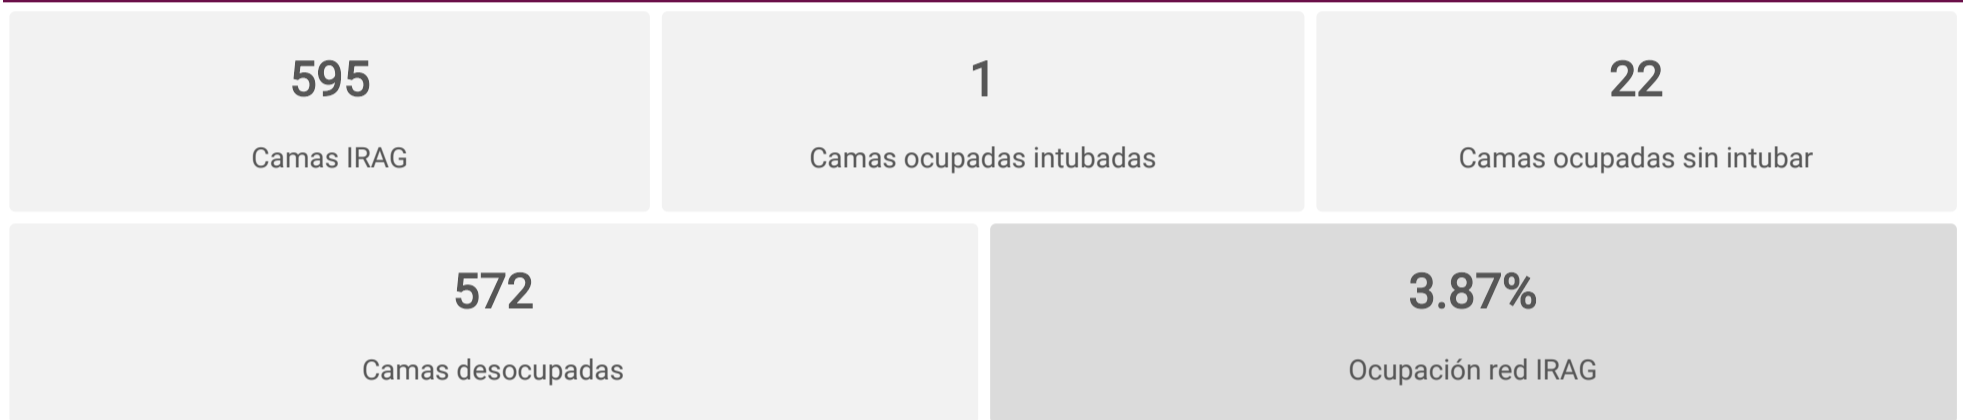 595
Camas IRAG
1
Camas ocupadas intubadas
22
Camas ocupadas sin intubar
572
Camas desocupadas
3.87%
Ocupación red IRAG